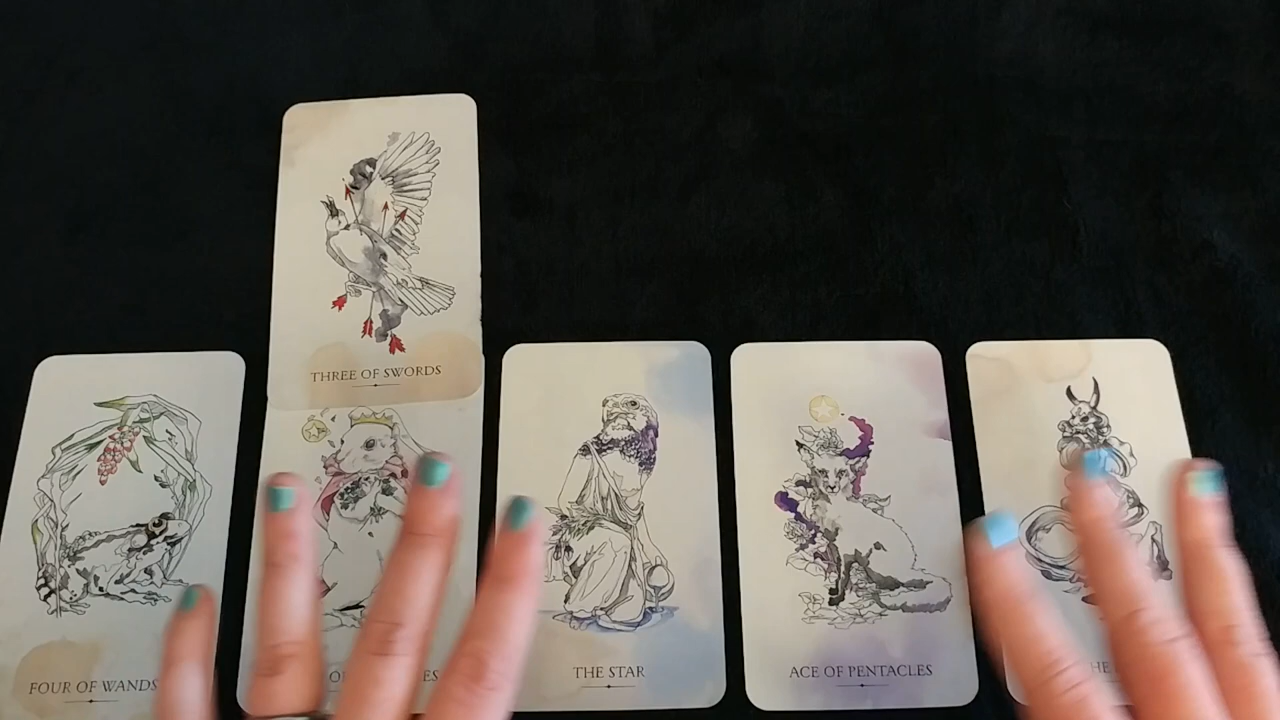 THREE OF SWORDS
FOUR OF WANDS
THE STAR
ACE OF PENTACLES